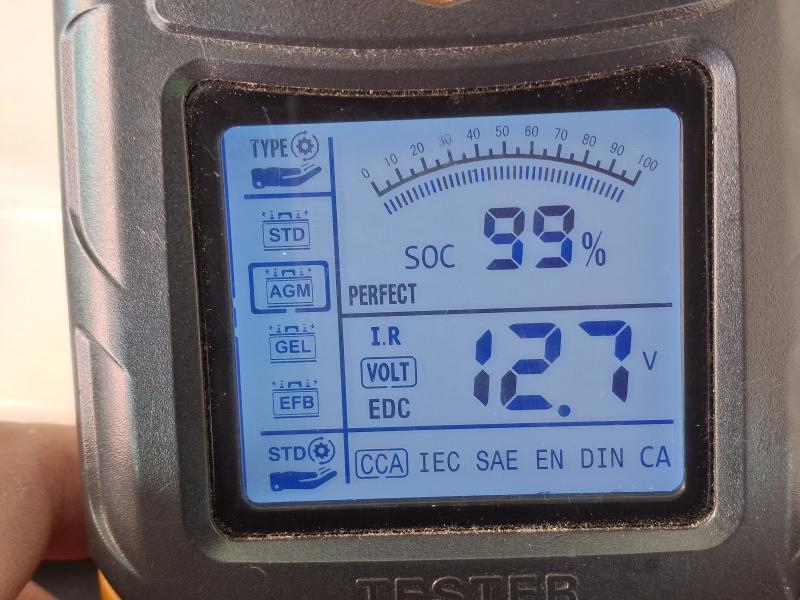 TYPE
0 10 20 30 40 50 60 70 80 90 100
STD
SOC 99%
AGM
PERFECT
GEL
I.R
VOLT 12.7 V
EFB
EDC
STD
CCA IEC SAE EN DIN CA
TESTER